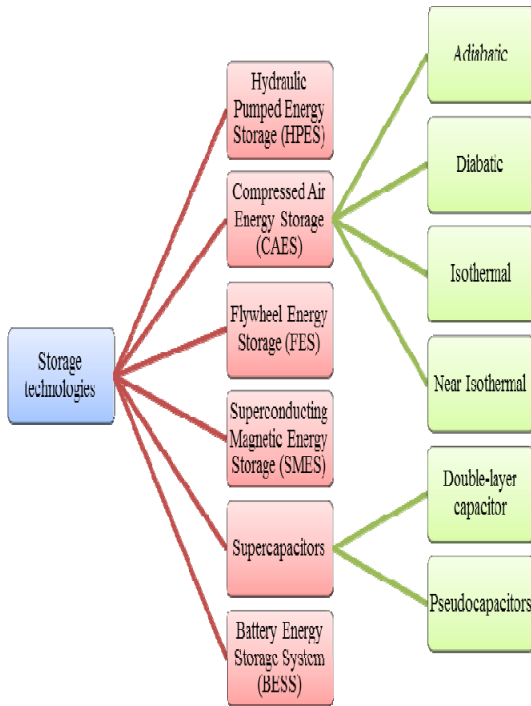 Storage
technologies
Hydraulic
Pumped Energy
Storage (HPES)
Compressed Air
Energy Storage
(CAES)
Flywheel Energy
Storage (FES)
Superconducting
Magnetic Energy
Storage (SMES)
Supercapacitors
Battery Energy
Storage System
(BESS)
Adiabatic
Diabatic
Isothermal
Near Isothermal
Double-layer
capacitor
Pseudocapacitors